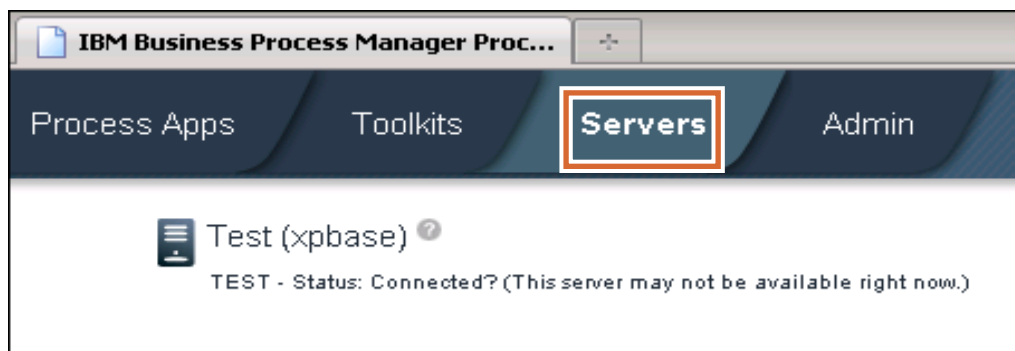 IBM Business Process Manager Proc...
Process Apps Toolkits Servers Admin
Test (xpbase) ?
TEST - Status: Connected? (This server may not be available right now.)